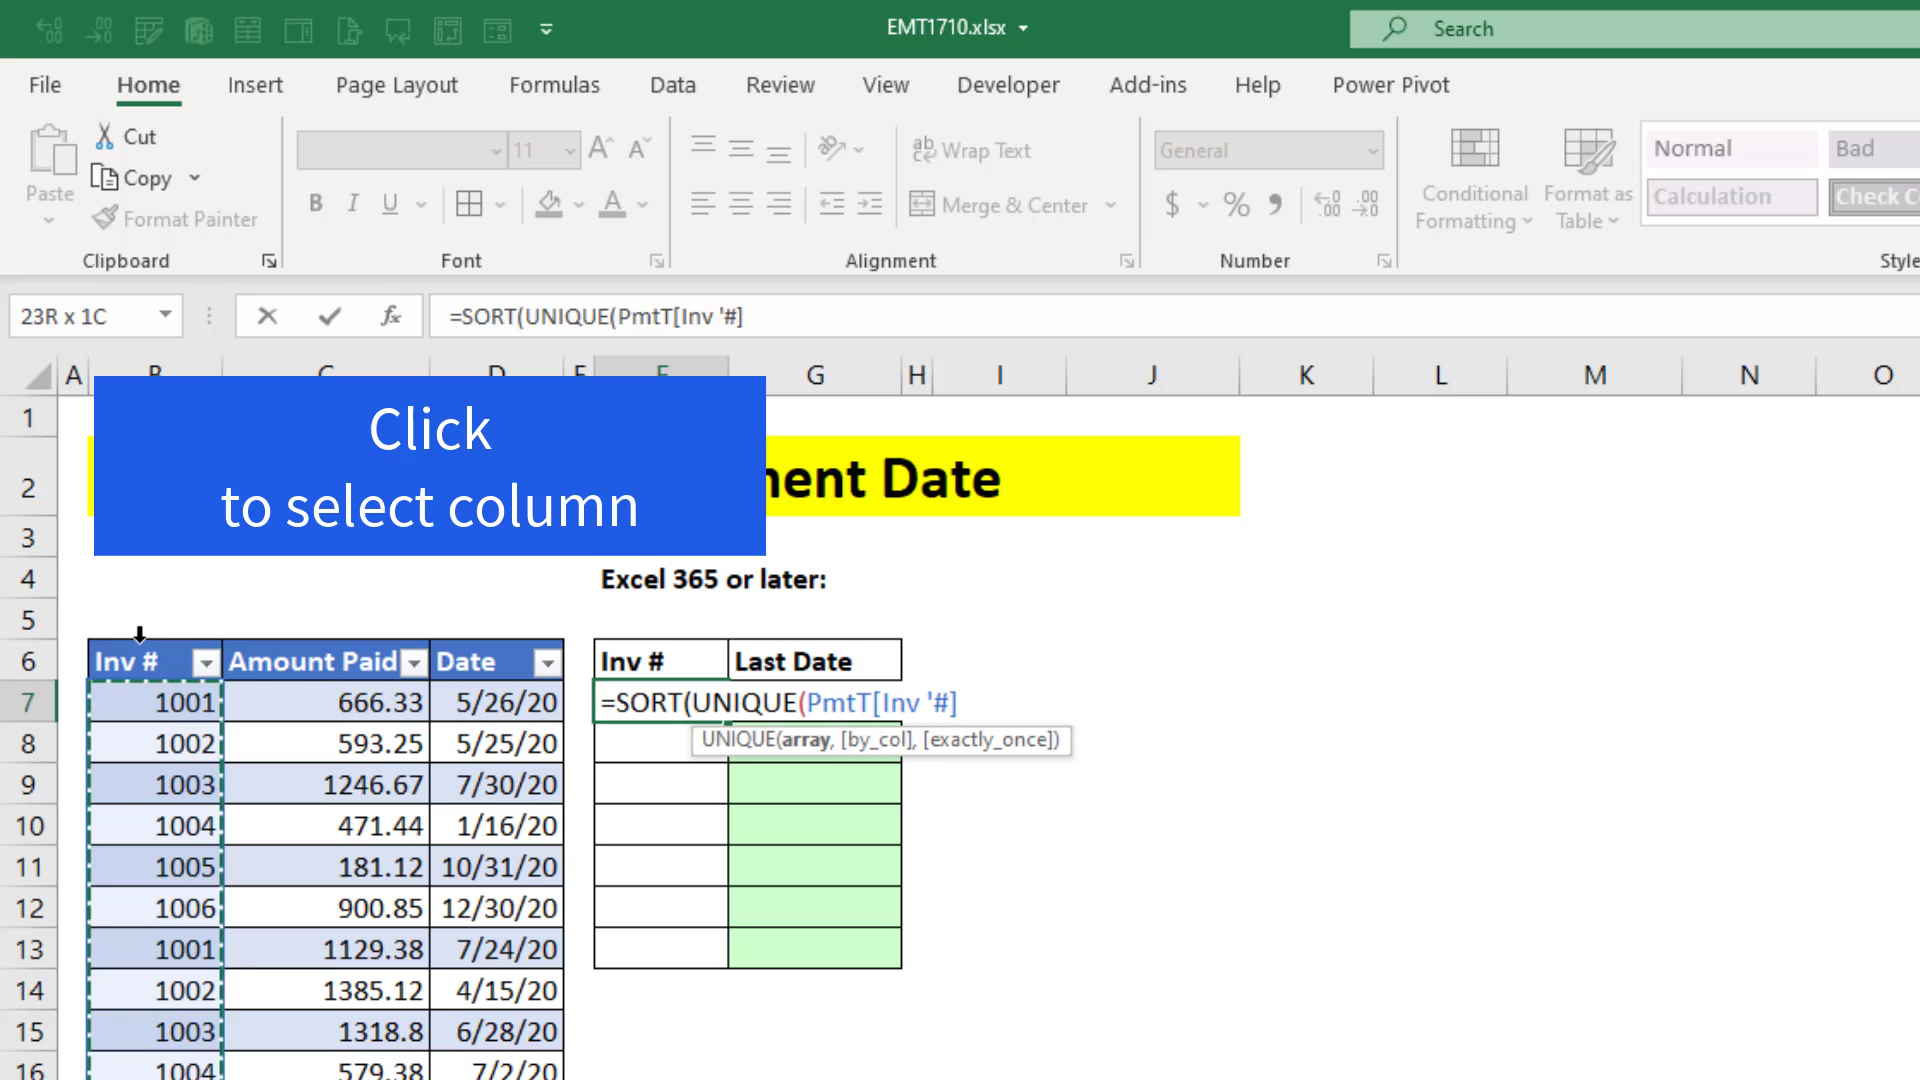 EMT1710.xlsx
Search
File Home Insert Page Layout Formulas Data Review View Developer Add-ins Help Power Pivot
Cut
Copy
Paste
Format Painter
Clipboard
11
B I U
Font
Wrap Text
Merge & Center
Alignment
General
$ % 9
Number
Conditional Formatting
Format as Table
Normal Bad
Calculation Check C
Style
23R x 1C =SORT(UNIQUE(PmtT[Inv '#]
A B C D E F G H I J K L M N O
Click
to select column
ment Date
1
2
3
4 Excel 365 or later:
5
6 Inv # Amount Paid Date Inv # Last Date
7 1001 666.33 5/26/20 =SORT(UNIQUE(PmtT[Inv '#]
UNIQUE(array, [by_col], [exactly_once])
8 1002 593.25 5/25/20
9 1003 1246.67 7/30/20
10 1004 471.44 1/16/20
11 1005 181.12 10/31/20
12 1006 900.85 12/30/20
13 1001 1129.38 7/24/20
14 1002 1385.12 4/15/20
15 1003 1318.8 6/28/20
16 1004 579.38 7/2/20